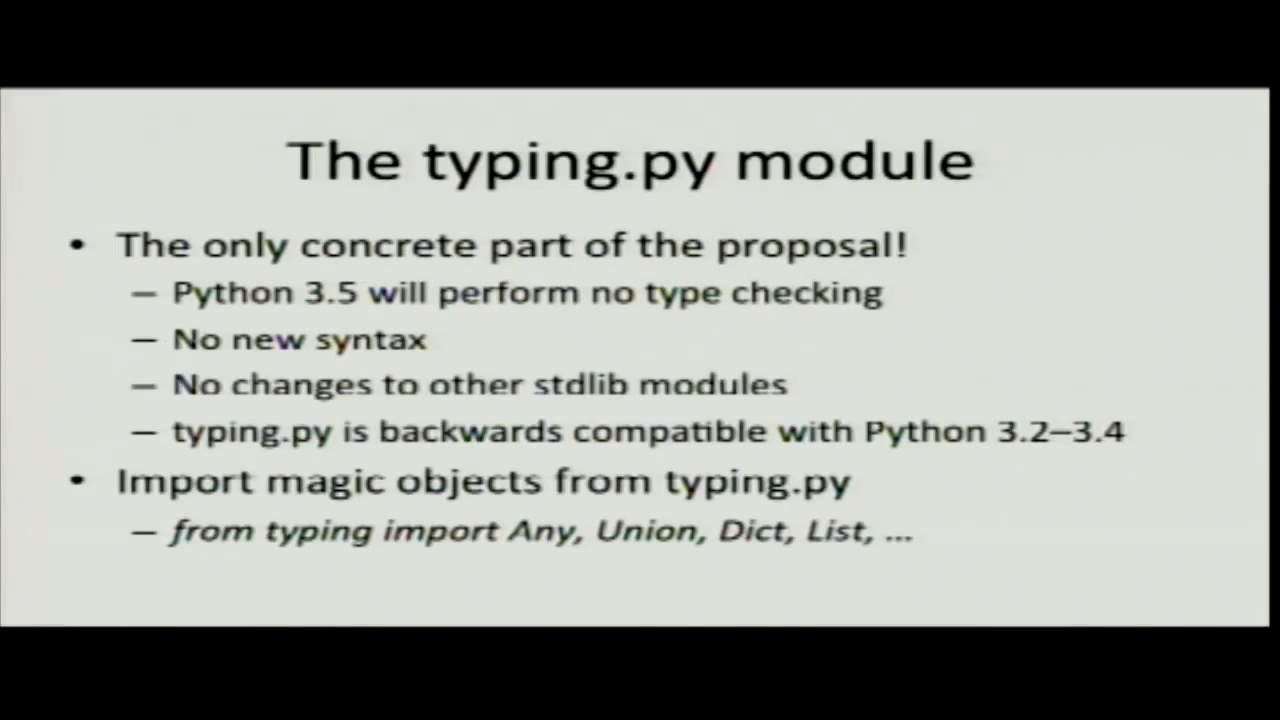 The typing.py module
• The only concrete part of the proposal!
– Python 3.5 will perform no type checking
– No new syntax
– No changes to other stdlib modules
– typing.py is backwards compatible with Python 3.2–3.4
• Import magic objects from typing.py
– from typing import Any, Union, Dict, List, ...